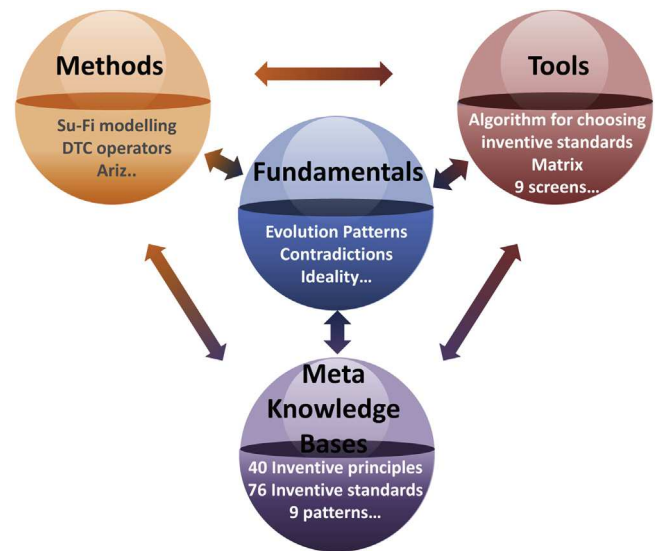 Methods
Su-Fi modelling
DTC operators
Ariz..
Tools
Algorithm for choosing
inventive standards
Matrix
9 screens...
Fundamentals
Evolution Patterns
Contradictions
Ideality...
Meta
Knowledge
Bases
40 Inventive principles
76 Inventive standards
9 patterns...